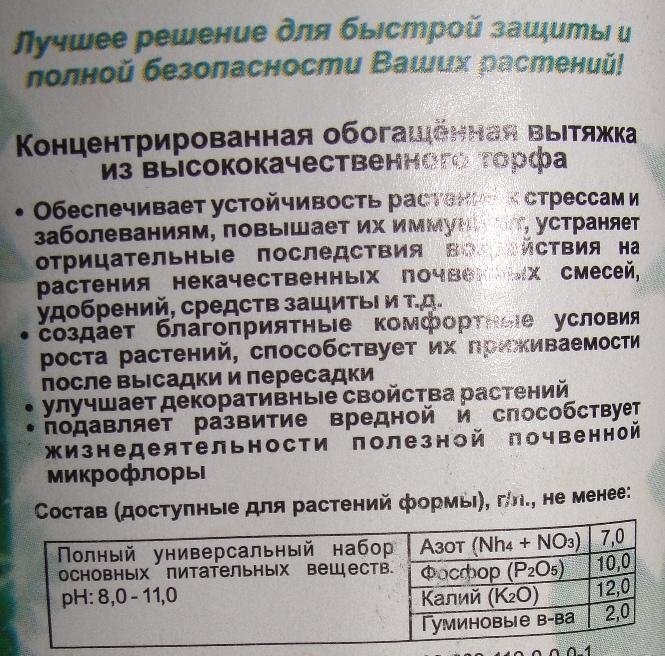 Лучшее решение для быстрой защиты и
полной безопасности Ваших растений!
Концентрированная обогащённая вытяжка
из высококачественного торфа
• Обеспечивает устойчивость к стрессам и
заболеваниям, повышает их устраняет
отрицательные последствия на
растения некачественных почвенных смесей,
удобрений, средств защиты и т.д.
• создает благоприятные комфортные условия
роста растений, способствует их приживаемости
после высадки и пересадки
• улучшает декоративные свойства растений
• подавляет развитие вредной и способствует
жизнедеятельности полезной почвенной
микрофлоры
Состав (доступные для растений формы), г/л., не менее:
Полный универсальный набор
основных питательных веществ.
pH: 8,0 - 11,0
Азот (Nh4 + NO3) 7,0
Фосфор (P2O5) 10,0
Калий (K2O) 12,0
Гуминовые в-ва 2,0